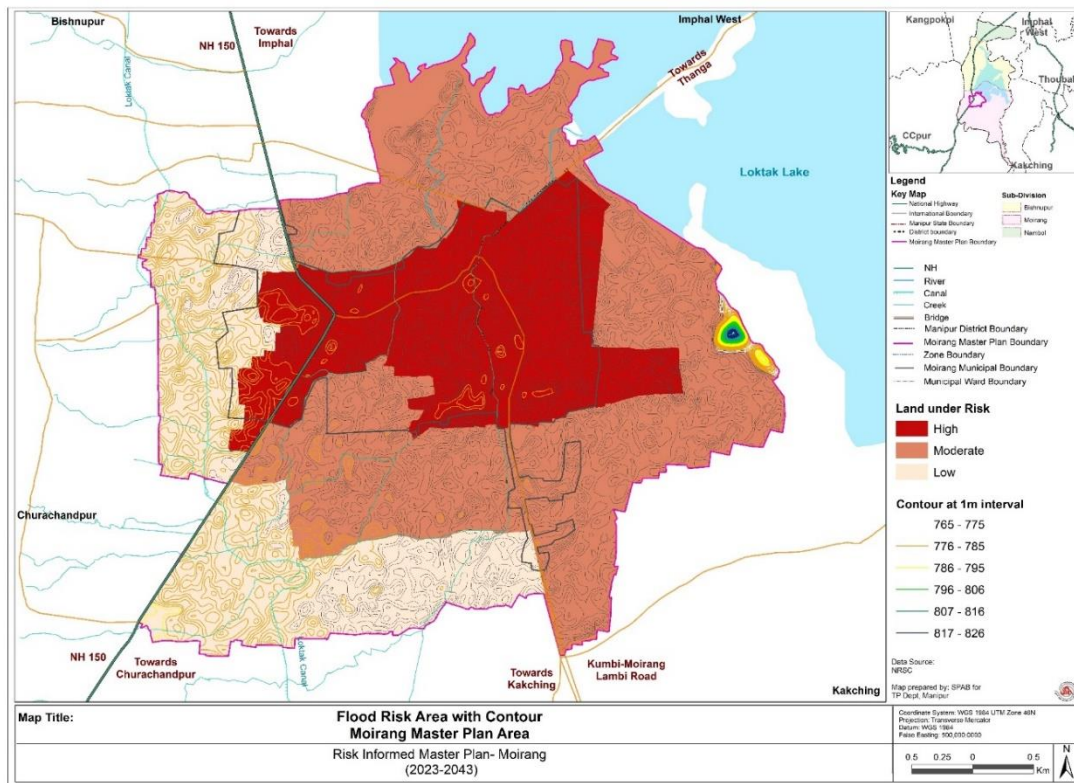 Bishnupur
NH 150
Towards
Imphal
Loktak Canal
Imphal West
Towards
Thanga
Loktak Lake
Churachandpur
NH 150
Towards
Churachandpur
Loktak Canal
Towards
Kakching
Kumbi-Moirang
Lambi Road
Kakching
Kangpokpi
Imphal
West
Thoubal
CCpur
Kakching
Legend
Key Map
National Highway
International Boundary
Manipur State Boundary
District boundary
Moirang Master Plan Boundary
Sub-Division
Bishnupur
Moirang
Nambol
NH
River
Canal
Creek
Bridge
Manipur District Boundary
Moirang Master Plan Boundary
Zone Boundary
Moirang Municipal Boundary
Municipal Ward Boundary
Land under Risk
High
Moderate
Low
Contour at 1m interval
765 - 775
776 - 785
786 - 795
796 - 806
807 - 816
817 - 826
Data Source:
NRSC
Map prepared by: SPAB for
TP Dept, Manipur
Map Title:
Flood Risk Area with Contour
Moirang Master Plan Area
Risk Informed Master Plan- Moirang
(2023-2043)
Coordinate System: WGS 1984 UTM Zone 46N
Projection: Transverse Mercator
Datum: WGS 1984
False Easting: 500,000.0000
0.5 0.25 0 0.5
Km
N